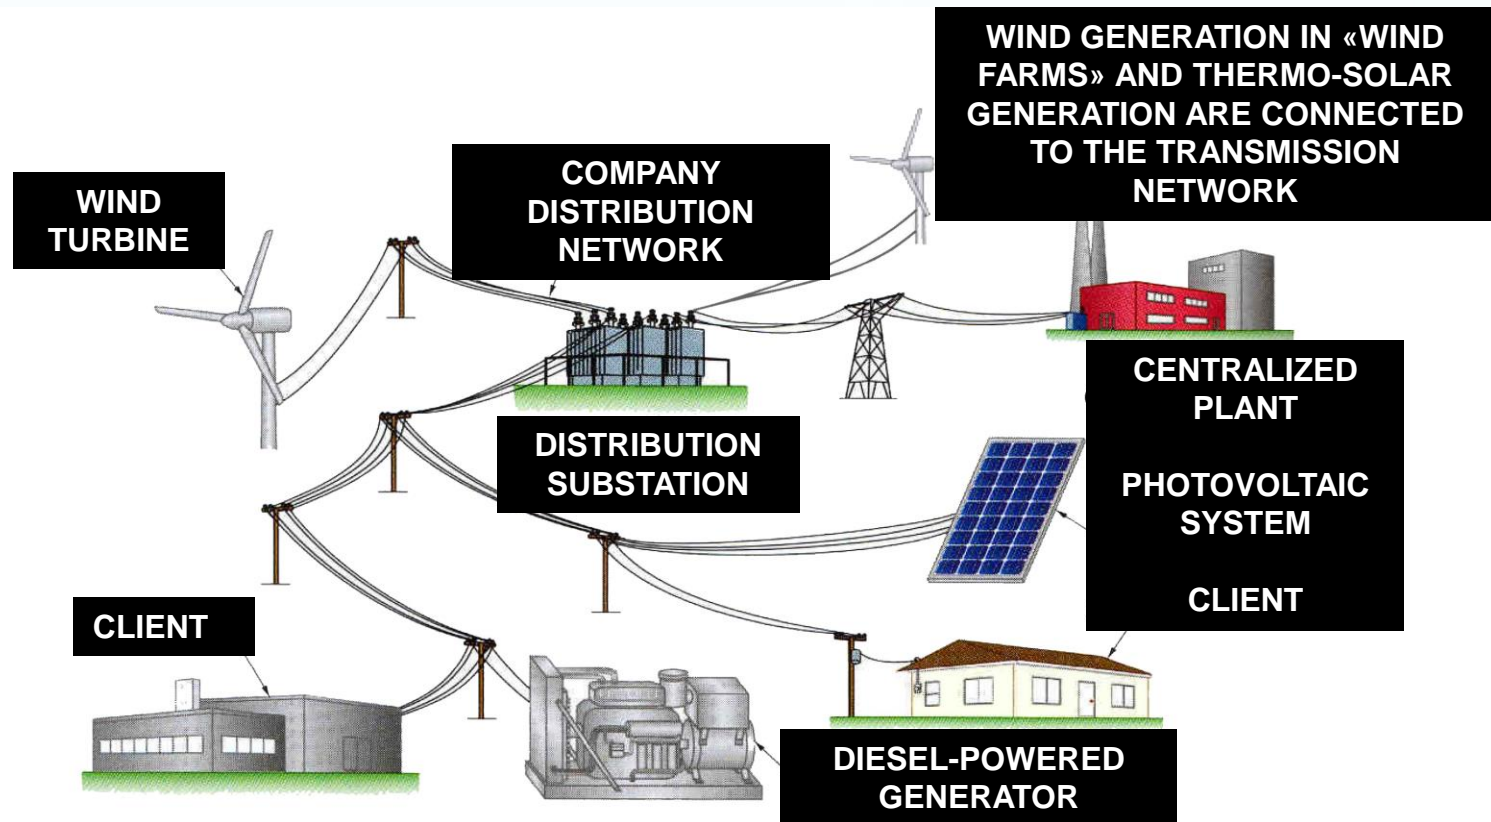 WIND GENERATION IN «WIND
FARMS» AND THERMO-SOLAR
GENERATION ARE CONNECTED
TO THE TRANSMISSION
NETWORK
COMPANY
DISTRIBUTION
NETWORK
WIND
TURBINE
CENTRALIZED
PLANT
DISTRIBUTION
SUBSTATION
PHOTOVOLTAIC
SYSTEM
CLIENT
CLIENT
DIESEL-POWERED
GENERATOR